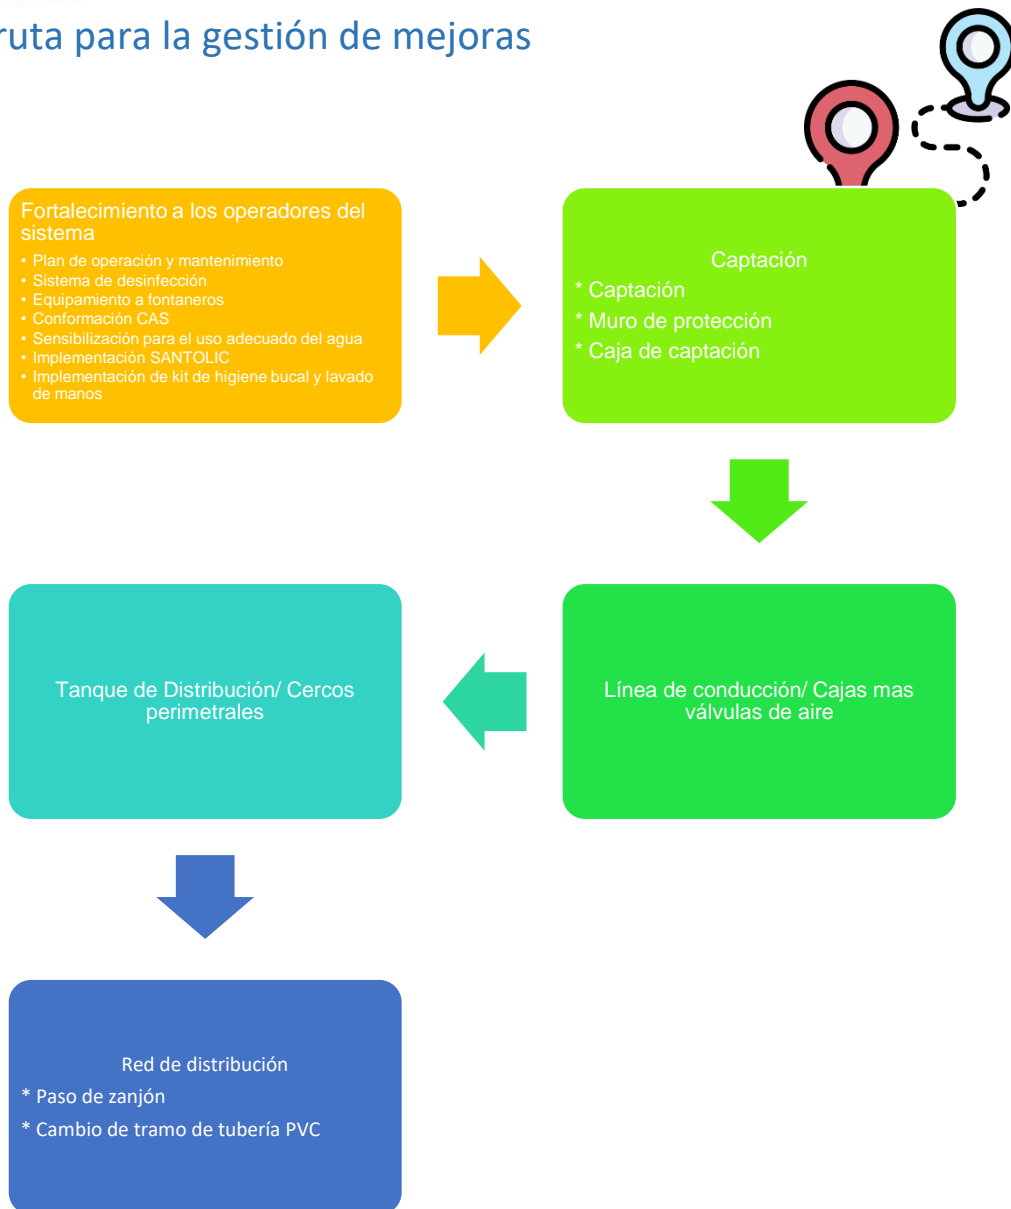 ruta para la gestión de mejoras
Fortalecimiento a los operadores del
sistema
• Plan de operación y mantenimiento
• Sistema de desinfección
• Equipamiento a fontaneros
• Conformación CAS
• Sensibilización para el uso adecuado del agua
• Implementación SANTOLIC
• Implementación de kit de higiene bucal y lavado
de manos
Captación
* Captación
* Muro de protección
* Caja de captación
Línea de conducción/ Cajas mas
válvulas de aire
Tanque de Distribución/ Cercos
perimetrales
Red de distribución
* Paso de zanjón
* Cambio de tramo de tubería PVC